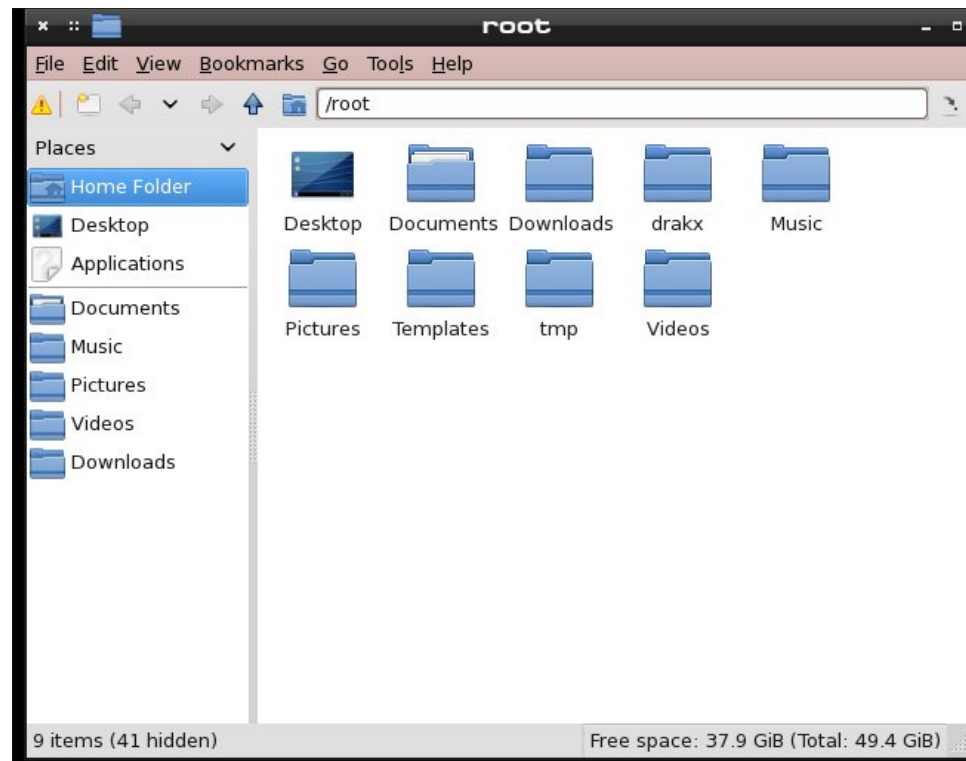 root
File Edit View Bookmarks Go Tools Help
/root
Places
Home Folder
Desktop
Applications
Documents
Music
Pictures
Videos
Downloads
Desktop Documents Downloads drakx Music
Pictures Templates tmp Videos
9 items (41 hidden) Free space: 37.9 GiB (Total: 49.4 GiB)